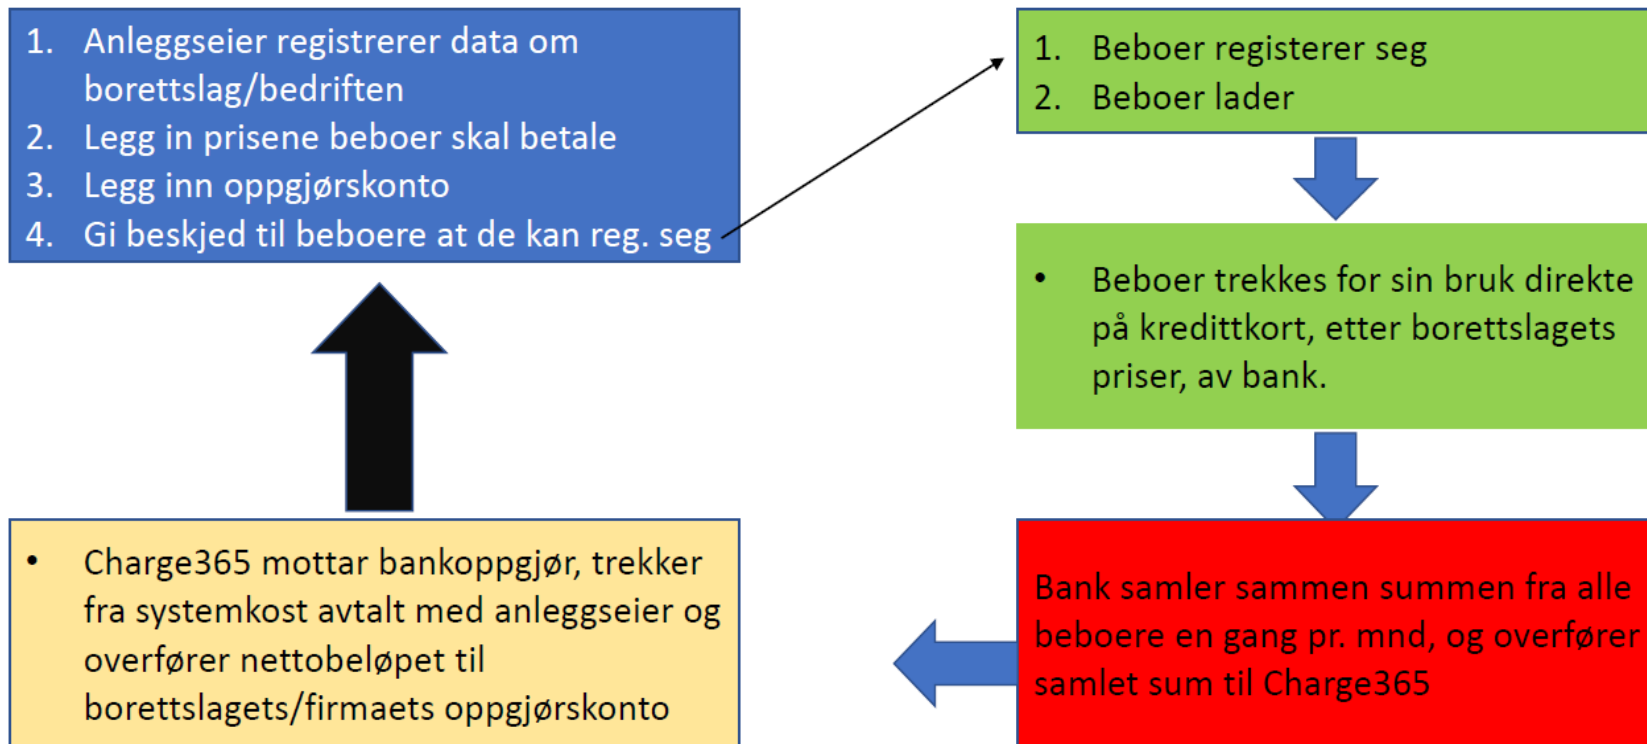 1. Anleggseier registrerer data om
borettslag/bedriften
2. Legg in prisene beboer skal betale
3. Legg inn oppgjørskonto
4. Gi beskjed til beboere at de kan reg. seg
1. Beboer registerer seg
2. Beboer lader
• Beboer trekkes for sin bruk direkte
på kredittkort, etter borettslagets
priser, av bank.
Bank samler sammen summen fra alle
beboere en gang pr. mnd, og overfører
samlet sum til Charge365
• Charge365 mottar bankoppgjør, trekker
fra systemkost avtalt med anleggseier og
overfører nettobeløpet til
borettslagets/firmaets oppgjørskonto